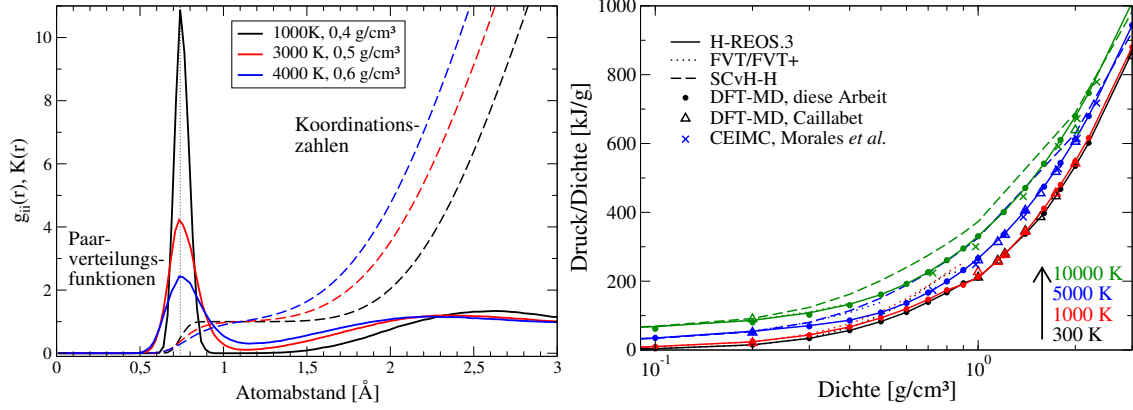 10
8
6
4
2
0
g_ii(r), K(r)
1000K, 0,4 g/cm³
3000 K, 0,5 g/cm³
4000 K, 0,6 g/cm³
Koordinations-
zahlen
Paar-
verteilungs-
funktionen
0
0,5
1
1,5
2
2,5
3
Atomabstand [Å]
1000
800
600
400
200
0
Druck/Dichte [kJ/g]
H-REOS.3
FVT/FVT+
SCvH-H
DFT-MD, diese Arbeit
DFT-MD, Caillabet
CEIMC, Morales et al.
10000 K
5000 K
1000 K
300 K
10⁻¹
10⁰
Dichte [g/cm³]